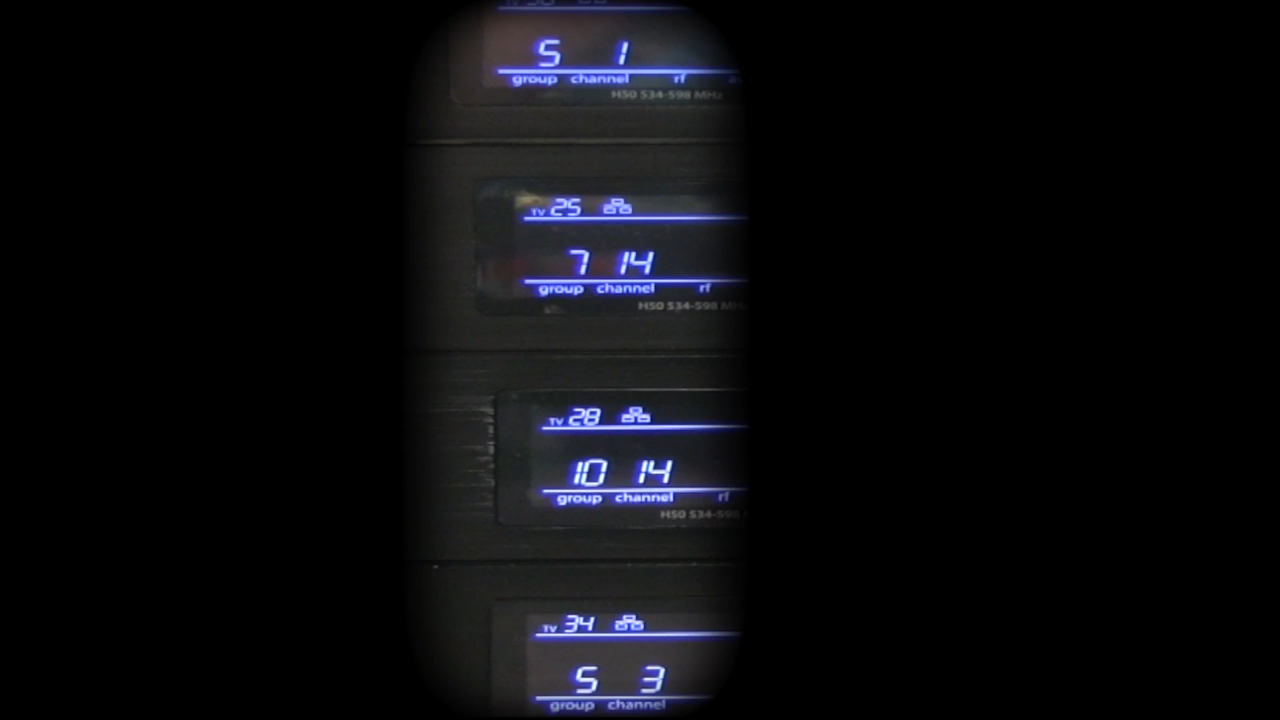 5 1
group channel rf
H50 534-598 MHz
TV 25
7 14
group channel rf
H50 534-598 MHz
TV 28
10 14
group channel rf
H50 534-598
TV 34
5 3
group channel